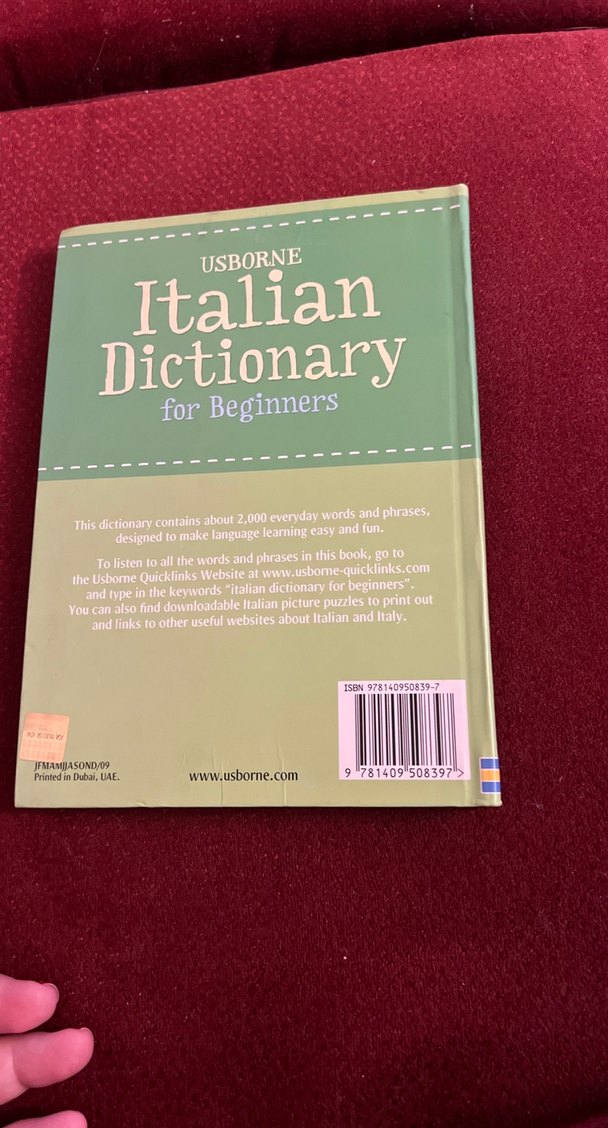 USBORNE
Italian
Dictionary
for Beginners
This dictionary contains about 2,000 everyday words and phrases,
designed to make language learning easy and fun.
To listen to all the words and phrases in this book, go to
the Usborne Quicklinks Website at www.usborne-quicklinks.com
and type in the keywords “italian dictionary for beginners”.
You can also find downloadable Italian picture puzzles to print out
and links to other useful websites about Italian and Italy.
ISBN 978140950839-7
9 781409 508397 >
JFMAMJJASOND/09
Printed in Dubai, UAE.
www.usborne.com